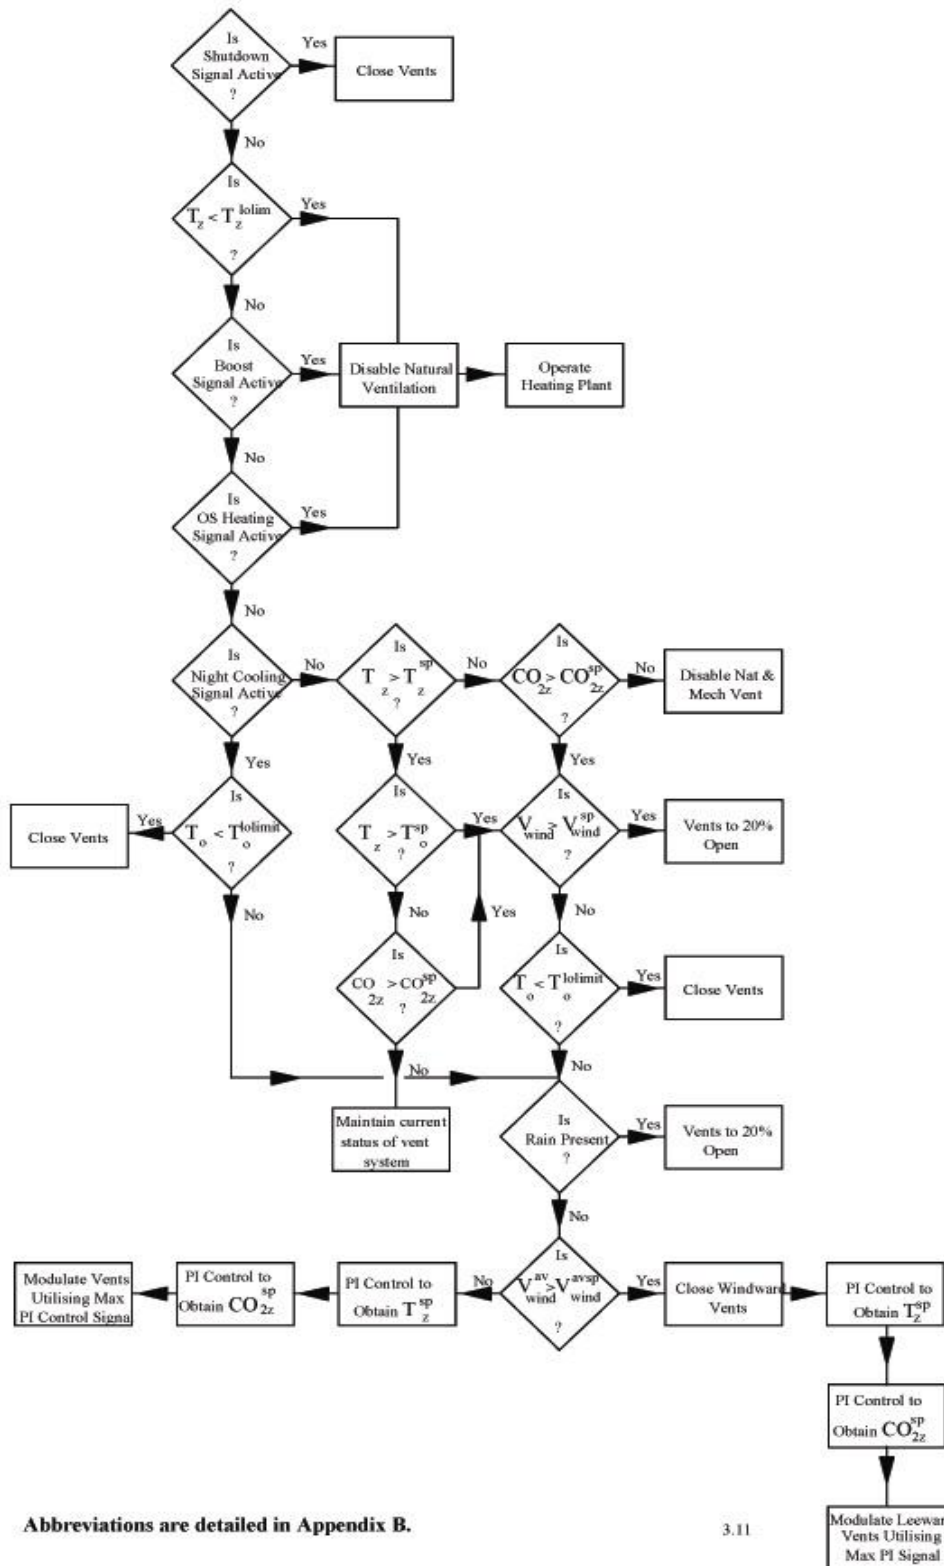 Is
Shutdown
Signal Active
?
Yes
Close Vents
No
Is
T_z < T_z^lolim
?
Yes
No
Is
Boost
Signal Active
?
Yes
Disable Natural
Ventilation
Operate
Heating Plant
No
Is
OS Heating
Signal Active
?
Yes
No
Is
Night Cooling
Signal Active
?
No
Is
T_z > T_z^sp
?
No
Is
CO_2z > CO_2z^sp
?
No
Disable Nat &
Mech Vent
Yes
Yes
Yes
Close Vents
Yes
Is
T_o < T_o^lolimit
?
Is
T_z > T_o^sp
?
Yes
Is
V_wind > V_wind^sp
?
Yes
Vents to 20%
Open
No
No
Yes
No
Is
CO_2z > CO_2z^sp
?
Is
T_o < T_o^lolimit
?
Yes
Close Vents
No
No
Maintain current
status of vent
system
Is
Rain Present
?
Yes
Vents to 20%
Open
No
Modulate Vents
Utilising Max
PI Control Signa
PI Control to
Obtain CO_2z^sp
PI Control to
Obtain T_z^sp
No
Is
V_wind^av > V_wind^avsp
?
Yes
Close Windward
Vents
PI Control to
Obtain T_z^sp
PI Control to
Obtain CO_2z^sp
Modulate Leewar
Vents Utilising
Max PI Signal
Abbreviations are detailed in Appendix B.
3.11